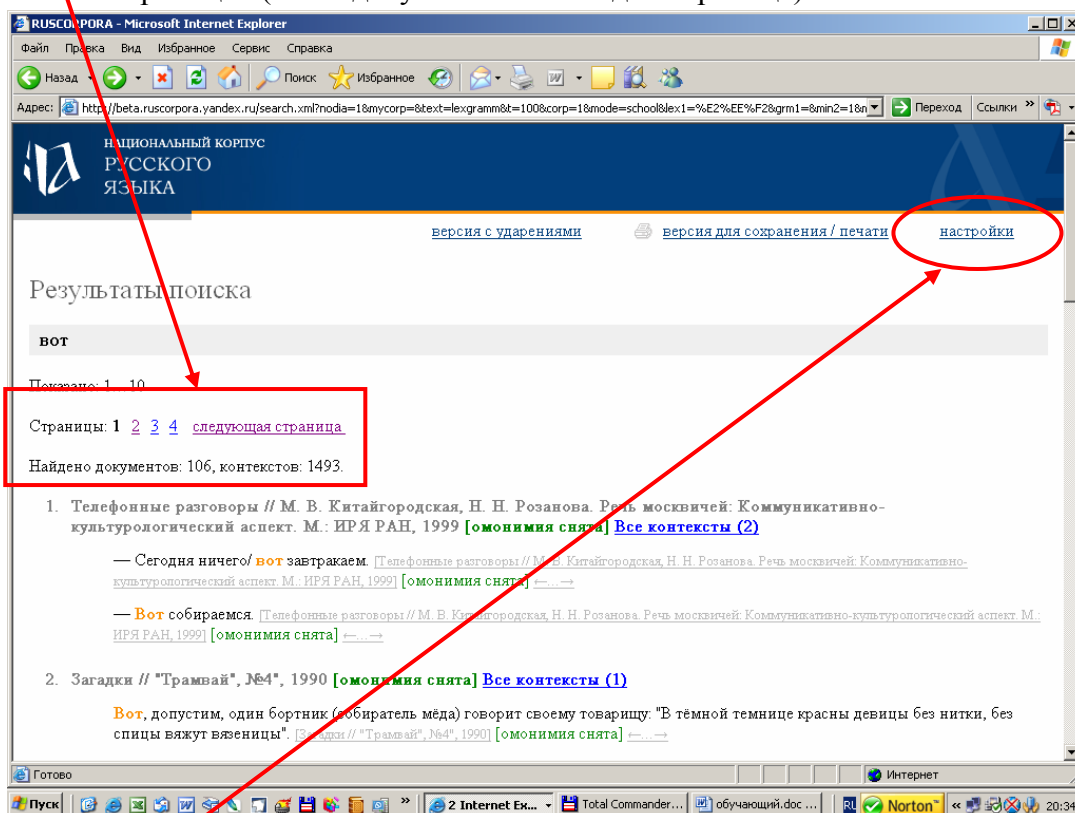 RUSCORPORA - Microsoft Internet Explorer
Файл Правка Вид Избранное Сервис Справка
Назад Поиск Избранное
Адрес: http://beta.ruscorpora.yandex.ru/search.xml?nodia=1&mycorp=&text=lexgramm&t=100&corp=1&mode=school&lex1=%E2%EE%F2&grm1=&min2=1&n Переход Ссылки »
НАЦИОНАЛЬНЫЙ КОРПУС
РУССКОГО
ЯЗЫКА
версия с ударениями версия для сохранения / печати настройки
Результаты поиска
вот
Показано: 1 .. 10
Страницы: 1 2 3 4 следующая страница
Найдено документов: 106, контекстов: 1493.
1. Телефонные разговоры // М. В. Китайгородская, Н. Н. Розанова. Речь москвичей: Коммуникативно-
культурологический аспект. М.: ИРЯ РАН, 1999 [омонимия снята] Все контексты (2)
— Сегодня ничего/ вот завтракаем. [Телефонные разговоры // М. В. Китайгородская, Н. Н. Розанова. Речь москвичей: Коммуникативно-
культурологический аспект. М.: ИРЯ РАН, 1999] [омонимия снята] ←...→
— Вот собираемся. [Телефонные разговоры // М. В. Китайгородская, Н. Н. Розанова. Речь москвичей: Коммуникативно-культурологический аспект. М.:
ИРЯ РАН, 1999] [омонимия снята] ←...→
2. Загадки // "Трамвай", №4", 1990 [омонимия снята] Все контексты (1)
Вот, допустим, один бортник (собиратель мёда) говорит своему товарищу: "В тёмной темнице красны девицы без нитки, без
спицы вяжут вязеницы". [Загадки // "Трамвай", №4", 1990] [омонимия снята] ←...→
Готово Интернет
Пуск » 2 Internet Ex... Total Commander... обучающий.doc ... RL Norton™ « 20:34